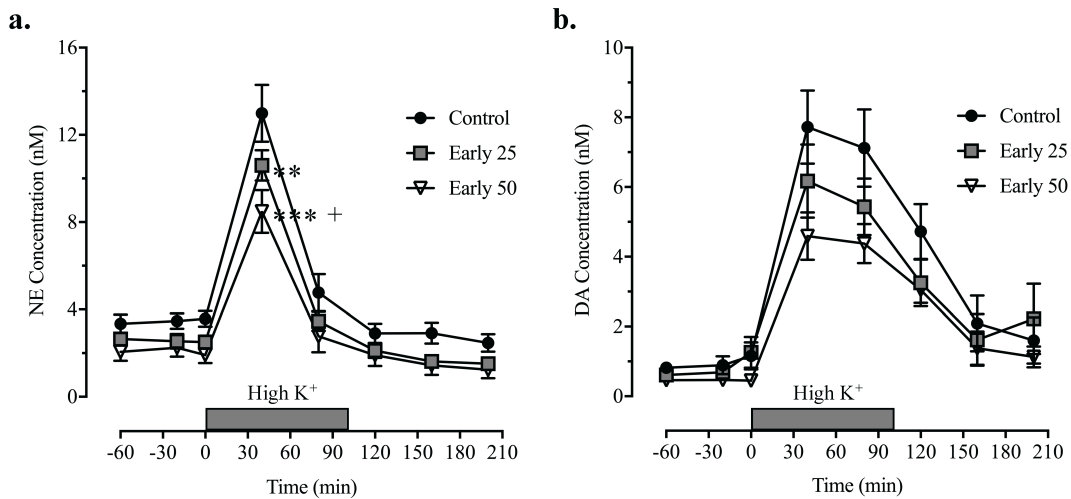 a.
16
12
8
4
0
NE Concentration (nM)
Control
Early 25
Early 50
**
*** +
High K⁺
-60 -30 0 30 60 90 120 150 180 210
Time (min)
b.
10
8
6
4
2
0
DA Concentration (nM)
Control
Early 25
Early 50
High K⁺
-60 -30 0 30 60 90 120 150 180 210
Time (min)